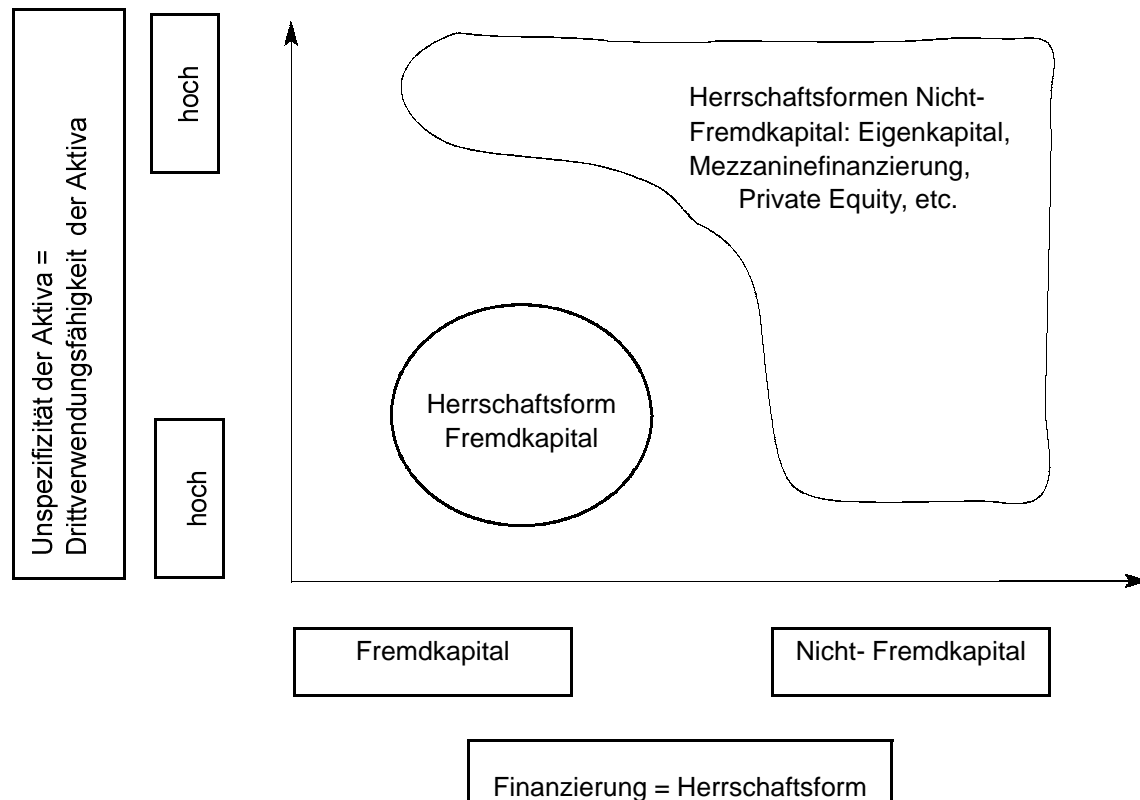 Unspezifizität der Aktiva =
Drittverwendungsfähigkeit der Aktiva
hoch
hoch
Herrschaftsformen Nicht-
Fremdkapital: Eigenkapital,
Mezzaninefinanzierung,
Private Equity, etc.
Herrschaftsform
Fremdkapital
Fremdkapital
Nicht- Fremdkapital
Finanzierung = Herrschaftsform